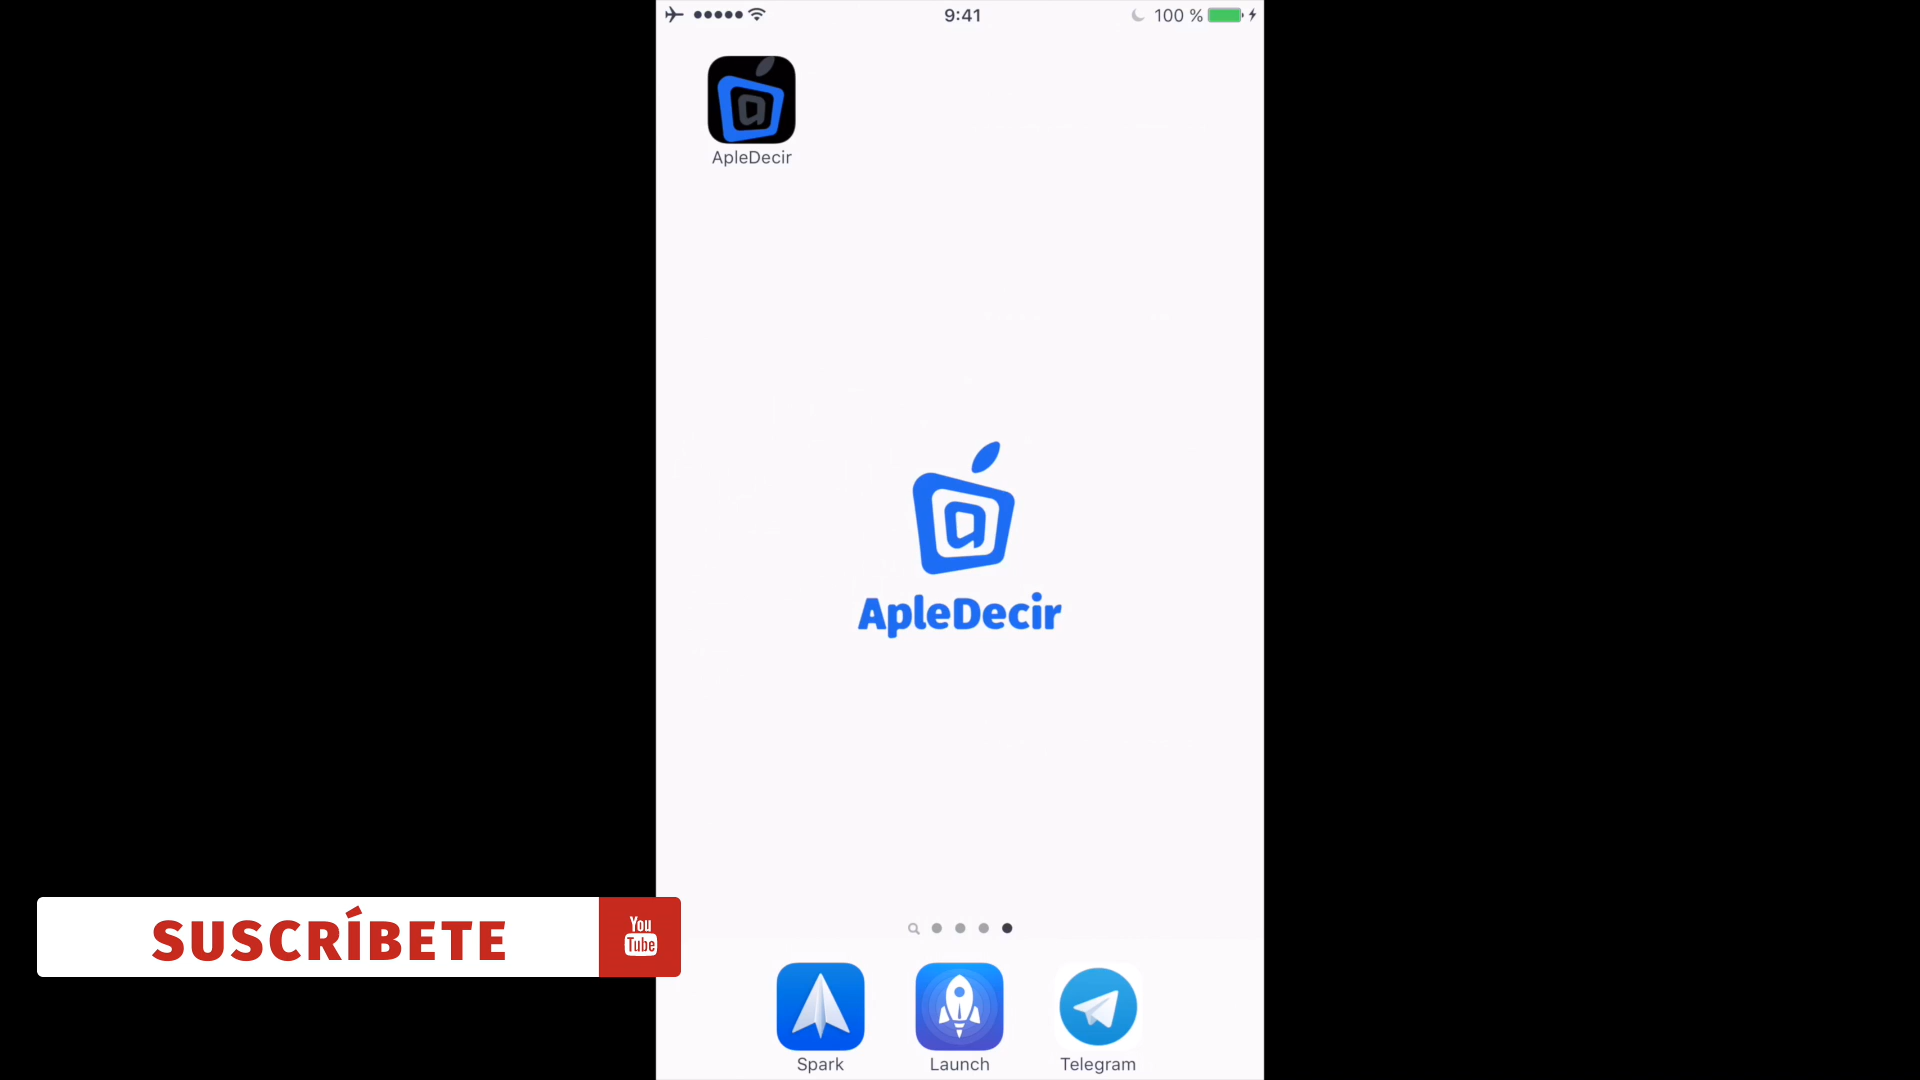 9:41
100 %
ApleDecir
ApleDecir
SUSCRÍBETE
You
Tube
Spark
Launch
Telegram